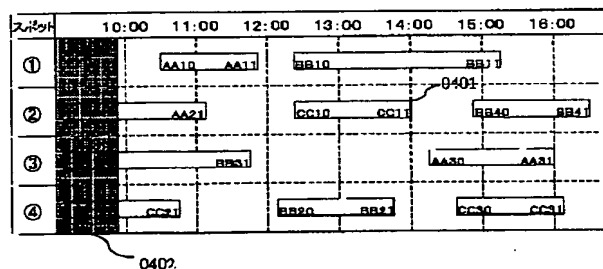 スポット 10:00 11:00 12:00 13:00 14:00 15:00 16:00
① AA10 AA11 BB10 BB11
0401
② AA21 CC10 CC11 BB40 BB41
③ BB31 AA30 AA31
④ CC21 BB20 BB21 CC30 CC31
0402